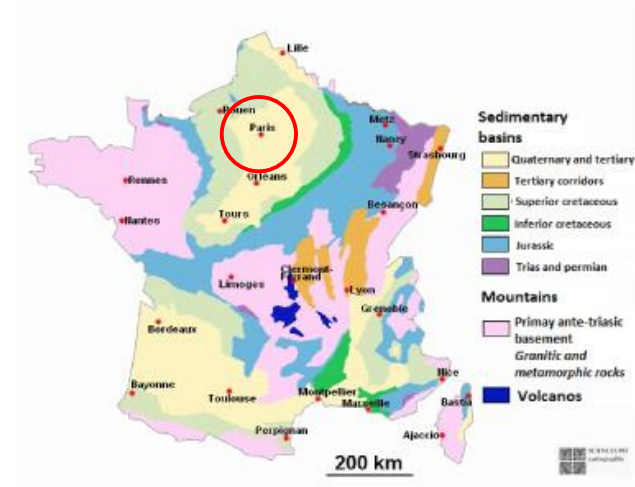 Lille
Rouen
Paris
Metz
Nancy
Strasbourg
Orleans
Rennes
Nantes
Tours
Besançon
Clermont-
Ferrand
Limoges
Lyon
Grenoble
Bordeaux
Bayonne
Toulouse
Montpellier
Marseille
Nice
Bastia
Perpignan
Ajaccio
200 km
Sedimentary
basins
Quaternary and tertiary
Tertiary corridors
Superior cretaceous
Inferior cretaceous
Jurassic
Trias and permian
Mountains
Primay ante-triasic
basement
Granitic and
metamorphic rocks
Volcanos